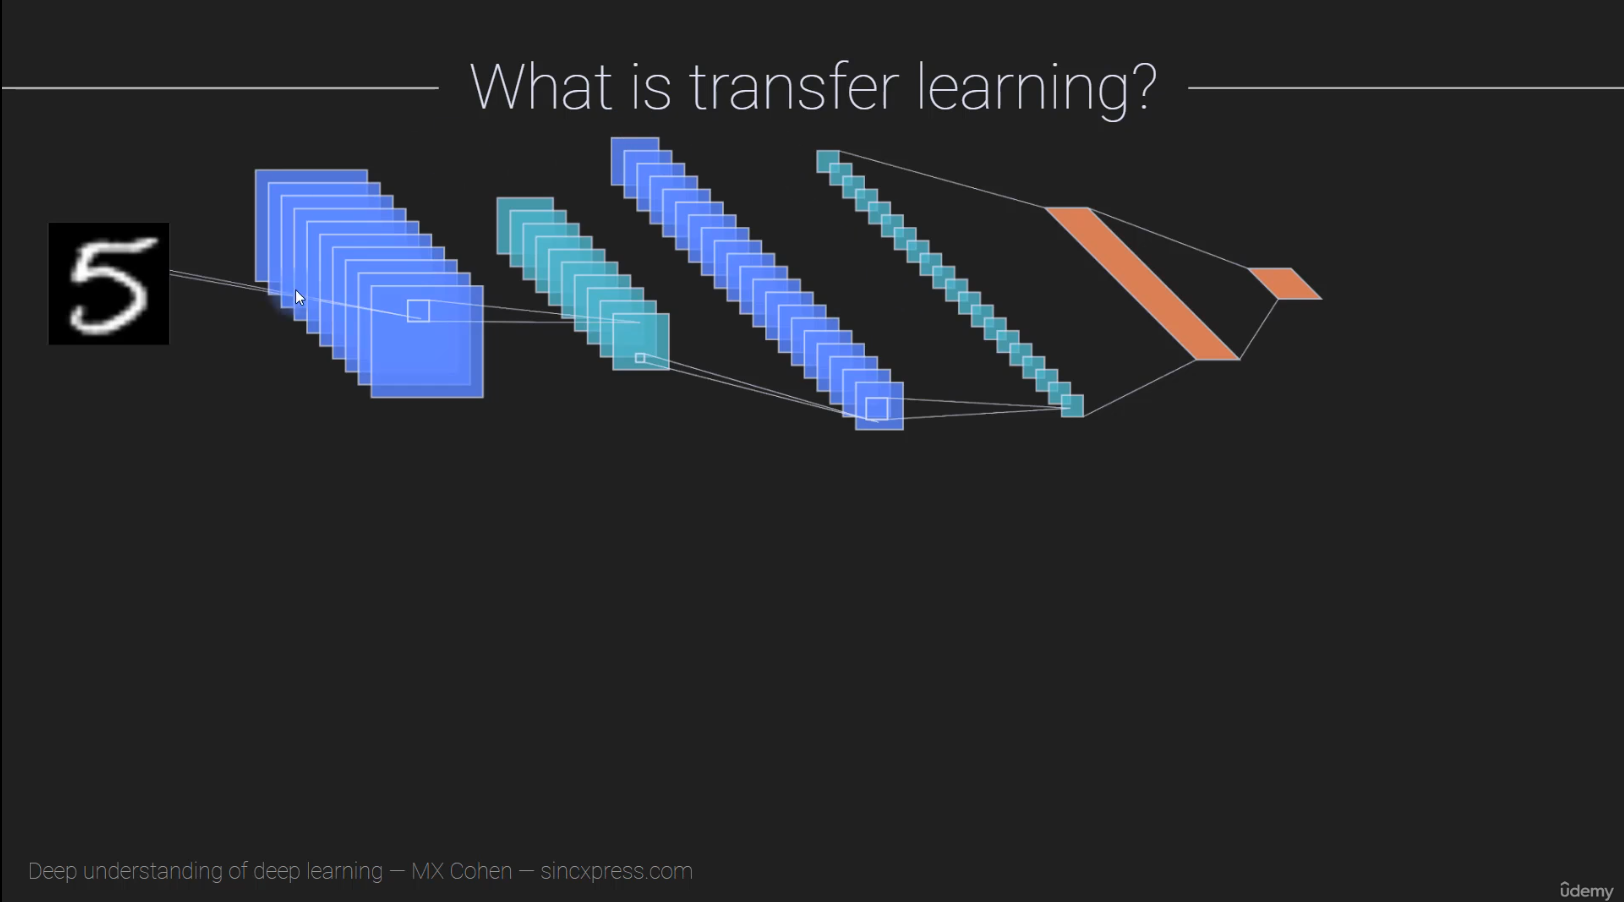 What is transfer learning?
5
Deep understanding of deep learning — MX Cohen — sincxpress.com
ûdemy